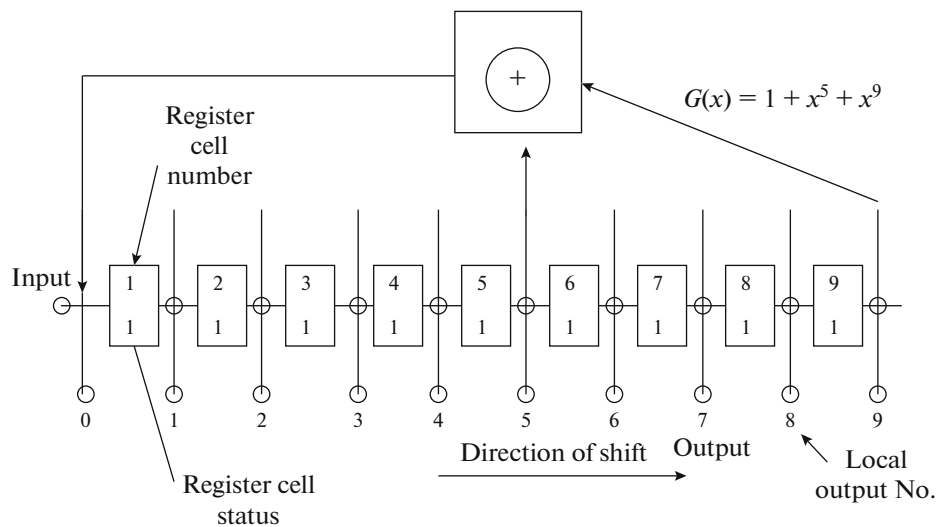 +
G(x) = 1 + x⁵ + x⁹
Register
cell
number
Input
1 2 3 4 5 6 7 8 9
1 1 1 1 1 1 1 1 1
0 1 2 3 4 5 6 7 8 9
Direction of shift
Output
Local
output No.
Register cell
status